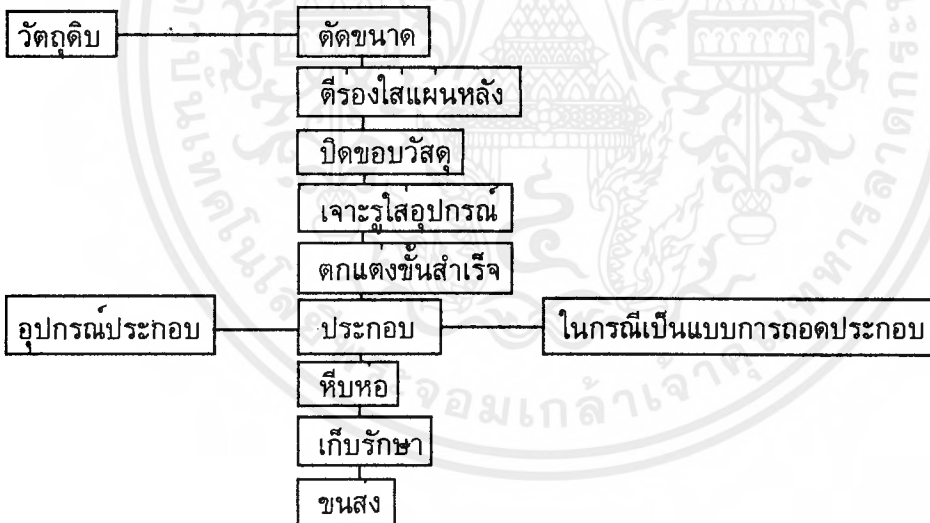 วัตถุดิบ
ตัดขนาด
ตีรองใส่แผ่นหลัง
ปิดขอบวัสดุ
เจาะรูใส่อุปกรณ์
ตกแต่งขั้นสำเร็จ
อุปกรณ์ประกอบ
ประกอบ
ในกรณีเป็นแบบการถอดประกอบ
หีบห่อ
เก็บรักษา
ขนส่ง